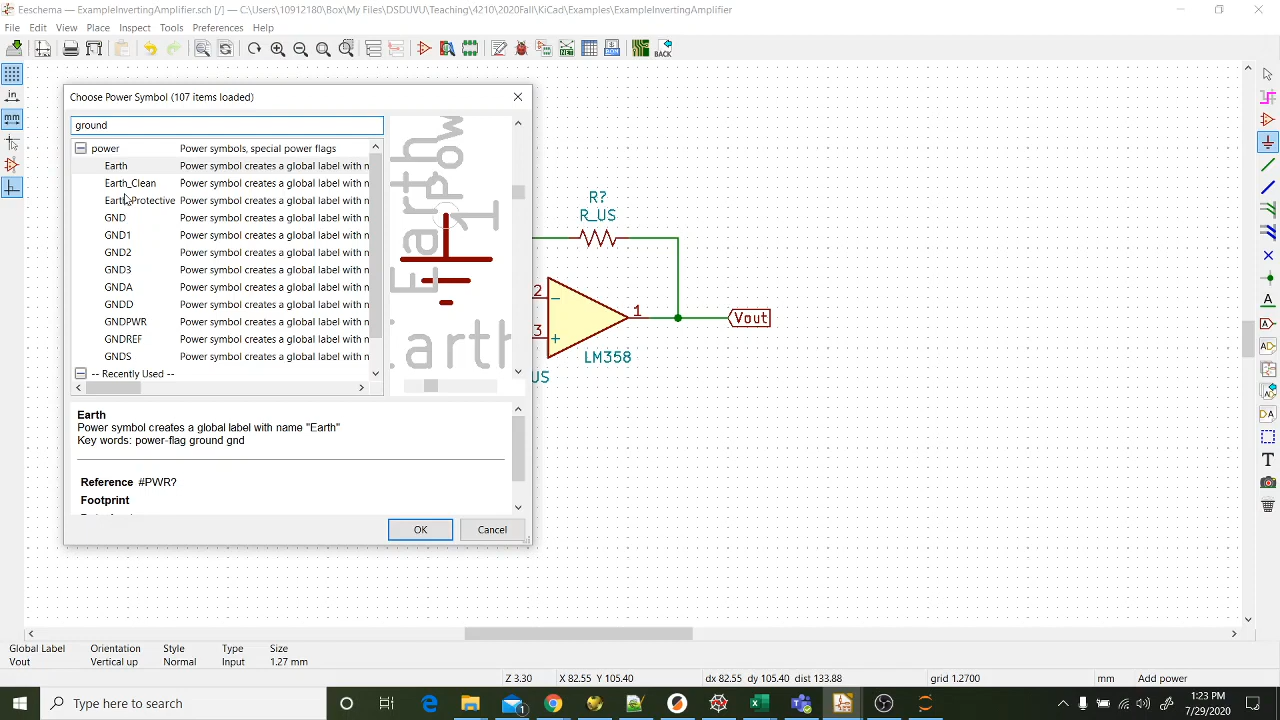 Eeschema — ExampleInvertingAmplifier.sch [/] — C:\Users\10912180\Box\My Files\DSDUVU\Teaching\4210\2020Fall\KiCad\Examples\ExampleInvertingAmplifier
File Edit View Place Inspect Tools Preferences Help
BACK
in
mm
Choose Power Symbol (107 items loaded)
ground
power Power symbols, special power flags
Earth Power symbol creates a global label with n
Earth_Clean Power symbol creates a global label with n
Earth_Protective Power symbol creates a global label with n
GND Power symbol creates a global label with n
GND1 Power symbol creates a global label with n
GND2 Power symbol creates a global label with n
GND3 Power symbol creates a global label with n
GNDA Power symbol creates a global label with n
GNDD Power symbol creates a global label with n
GNDPWR Power symbol creates a global label with n
GNDREF Power symbol creates a global label with n
GNDS Power symbol creates a global label with n
-- Recently Used --
Earth
Pow
Earth
Earth
Power symbol creates a global label with name "Earth"
Key words: power-flag ground gnd
Reference #PWR?
Footprint
OK Cancel
R?
R_US
2
3
1
LM358
Vout
US
Global Label Orientation Style Type Size
Vout Vertical up Normal Input 1.27 mm
Z 3.30 X 82.55 Y 105.40 dx 82.55 dy 105.40 dist 133.88 grid 1.2700 mm Add power
Type here to search
1
1:23 PM
7/29/2020